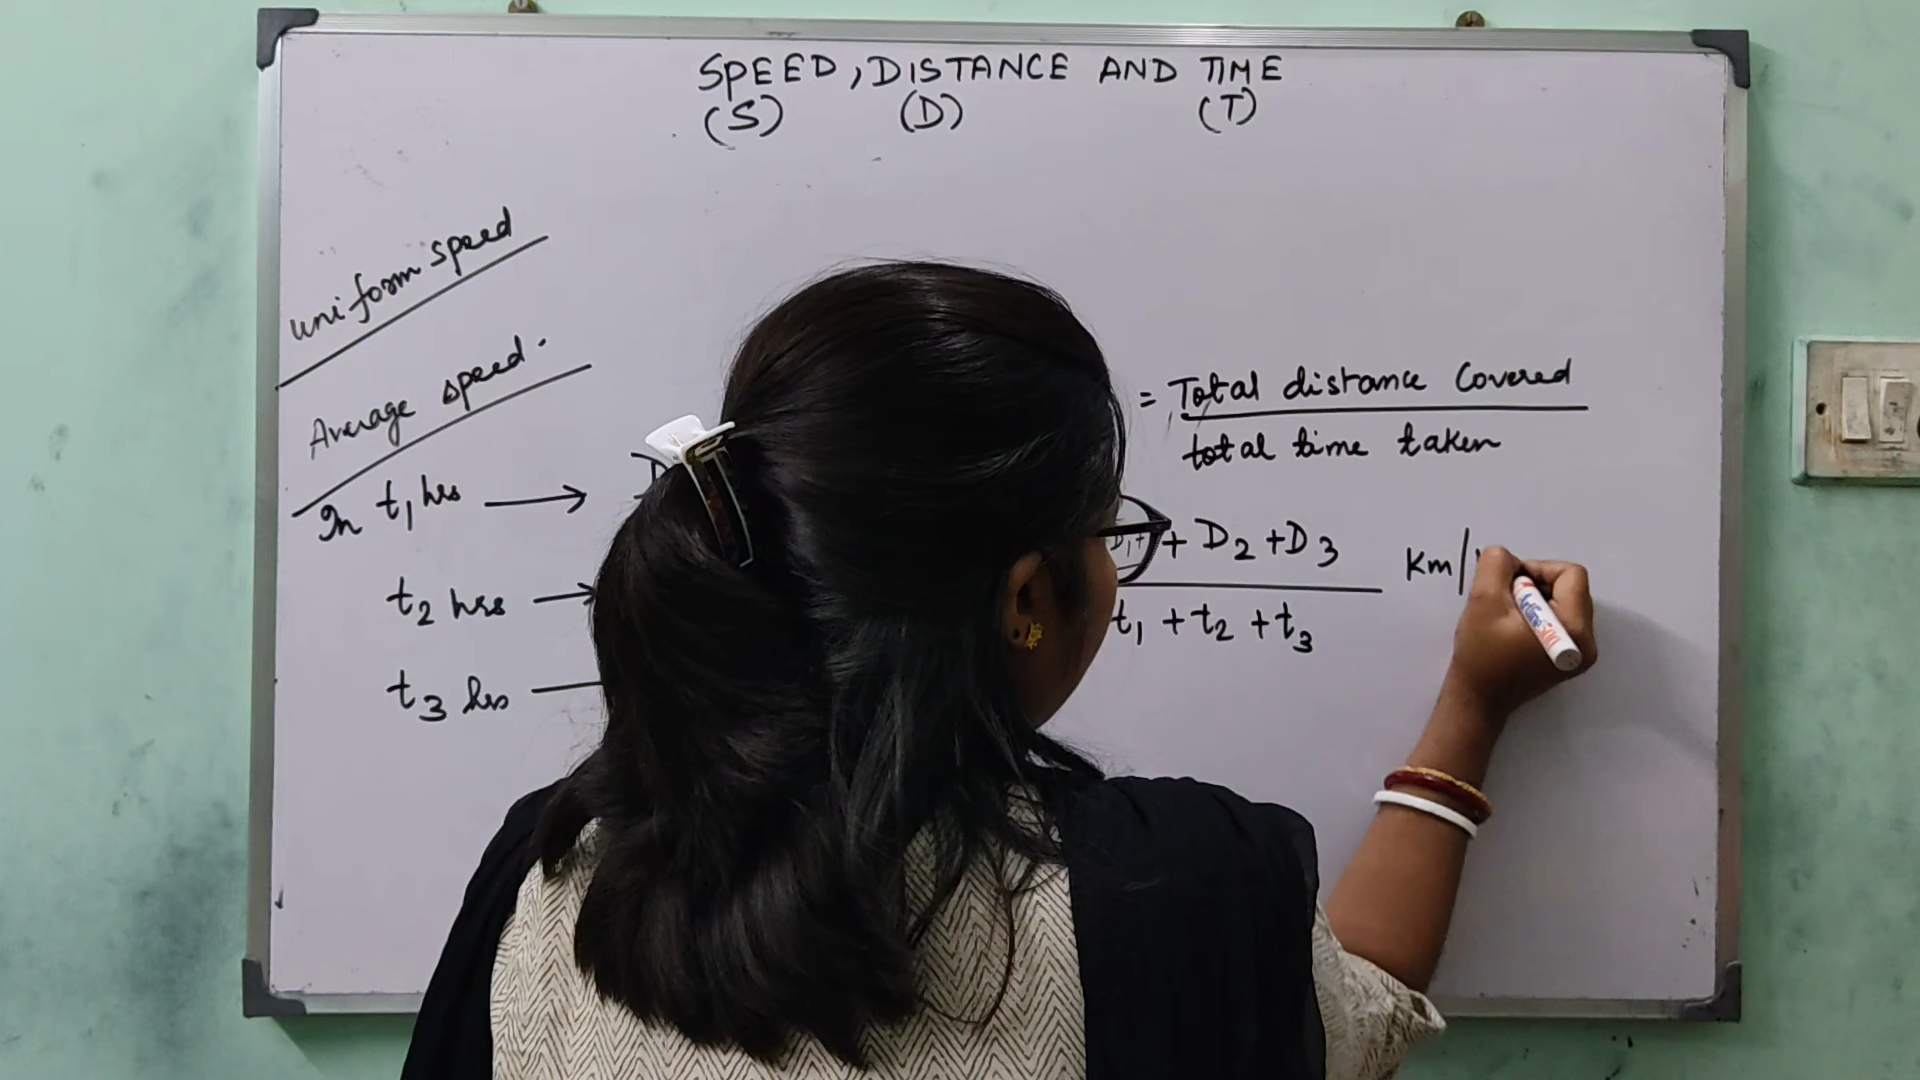 SPEED, DISTANCE AND TIME
(S) (D) (T)
uniform speed
Average speed.
In t₁ hrs → D
t₂ hrs →
t₃ hrs
= Total distance Covered
total time taken
D₁ + D₂ + D₃
t₁ + t₂ + t₃
Km/